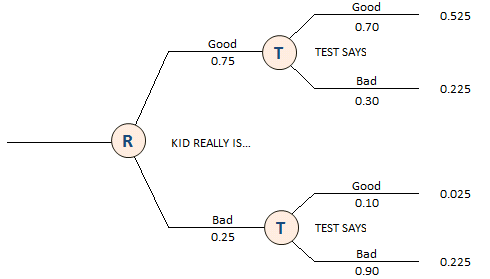 Good
0.70
0.525
Good
0.75
T
TEST SAYS
Bad
0.30
0.225
R
KID REALLY IS...
Good
0.10
0.025
Bad
0.25
T
TEST SAYS
Bad
0.90
0.225